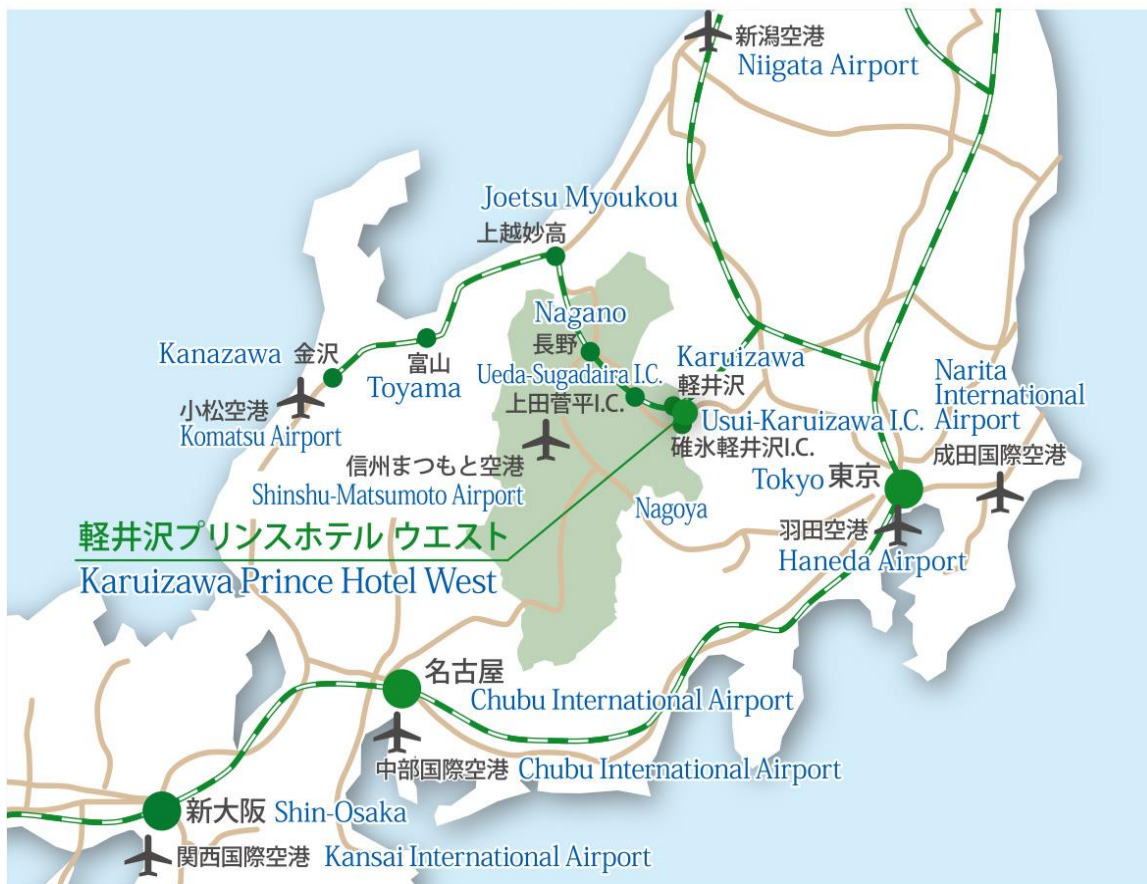 新潟空港
Niigata Airport
Joetsu Myoukou
上越妙高
Nagano
長野
Kanazawa 金沢
富山
Toyama
Karuizawa
軽井沢
Ueda-Sugadaira I.C.
上田菅平I.C.
Narita
International
Airport
成田国際空港
小松空港
Komatsu Airport
Usui-Karuizawa I.C.
碓氷軽井沢I.C.
信州まつもと空港
Shinshu-Matsumoto Airport
Tokyo 東京
Nagoya
羽田空港
Haneda Airport
軽井沢プリンスホテル ウエスト
Karuizawa Prince Hotel West
名古屋
Chubu International Airport
中部国際空港 Chubu International Airport
新大阪 Shin-Osaka
関西国際空港 Kansai International Airport